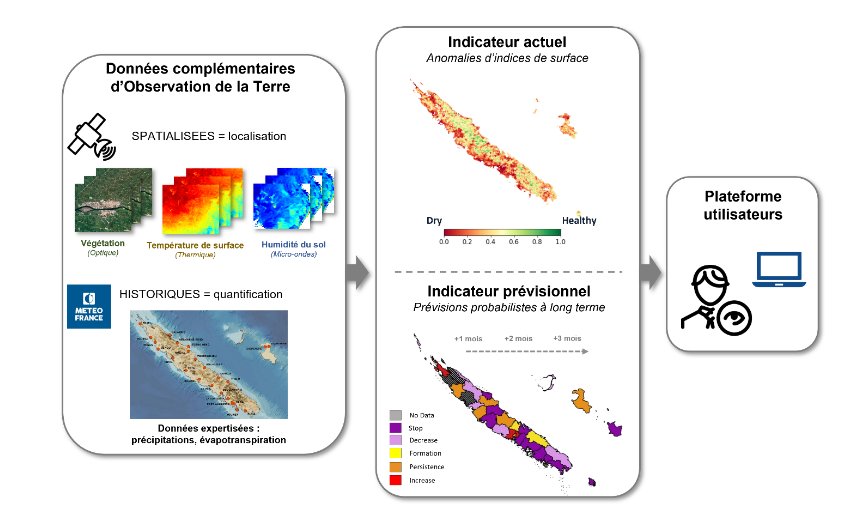 Données complémentaires
d'Observation de la Terre
SPATIALISEES = localisation
Végétation
(Optique)
Température de surface
(Thermique)
Humidité du sol
(Micro-ondes)
METEO
FRANCE
HISTORIQUES = quantification
Données expertisées :
précipitations, évapotranspiration
Indicateur actuel
Anomalies d'indices de surface
Dry
Healthy
0.0 0.2 0.4 0.6 0.8 1.0
Indicateur prévisionnel
Prévisions probabilistes à long terme
+1 mois +2 mois +3 mois
No Data
Stop
Decrease
Formation
Persistence
Increase
Plateforme
utilisateurs